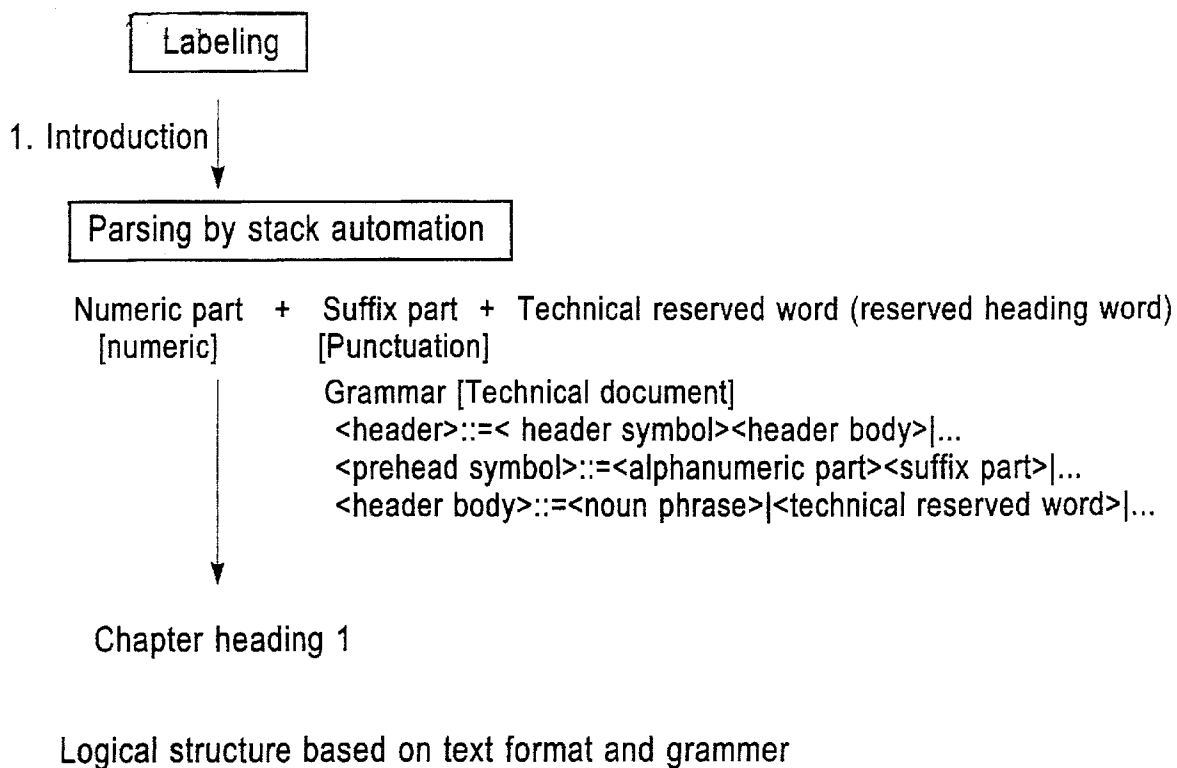 Labeling
1. Introduction
Parsing by stack automation
Numeric part + Suffix part + Technical reserved word (reserved heading word)
[numeric] [Punctuation]
Grammar [Technical document]
<header>::=< header symbol><header body>|...
<prehead symbol>::=<alphanumeric part><suffix part>|...
<header body>::=<noun phrase>|<technical reserved word>|...
Chapter heading 1
Logical structure based on text format and grammer